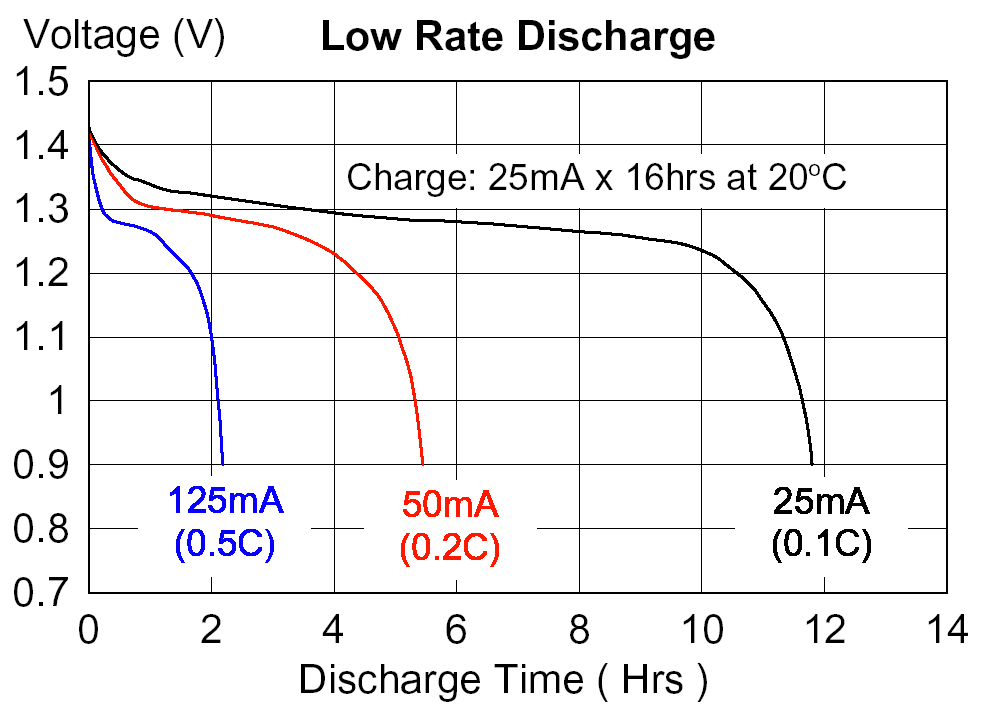 Voltage (V)
Low Rate Discharge
1.5
1.4
Charge: 25mA x 16hrs at 20°C
1.3
1.2
1.1
1
0.9
125mA
(0.5C)
50mA
(0.2C)
25mA
(0.1C)
0.8
0.7
0 2 4 6 8 10 12 14
Discharge Time ( Hrs )